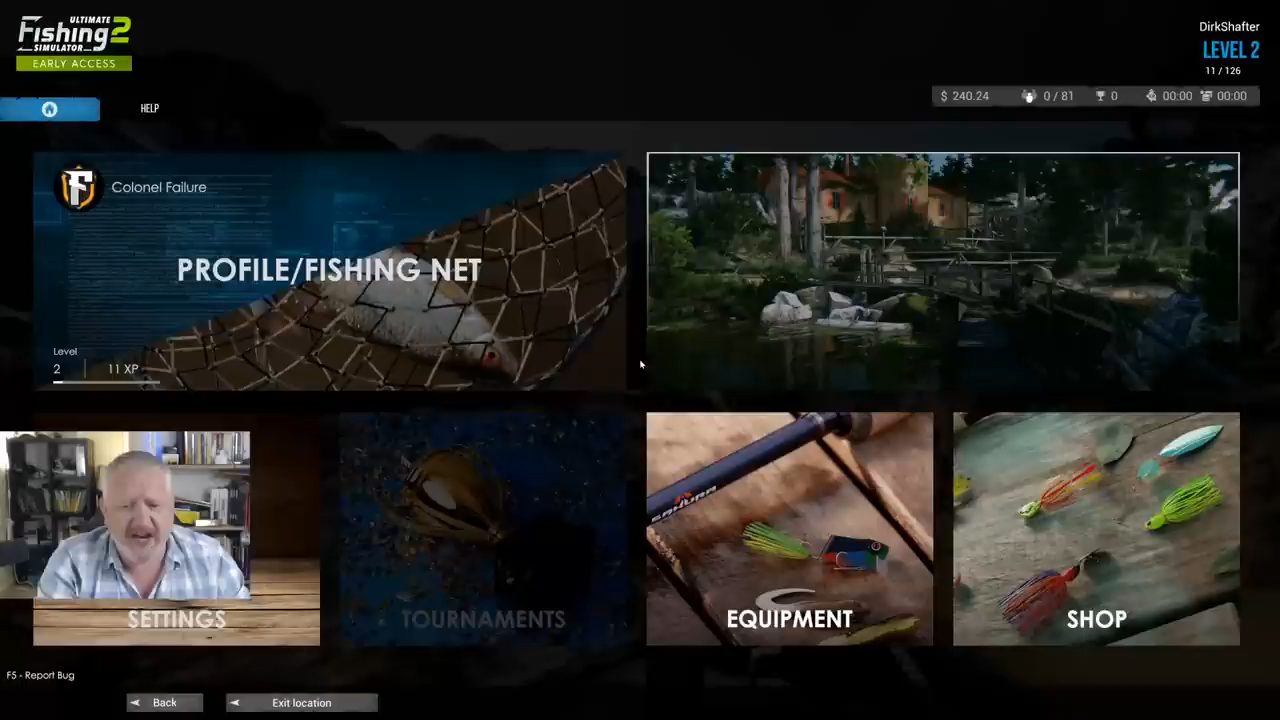 ULTIMATE
Fishing 2
SIMULATOR
EARLY ACCESS
DirkShafter
LEVEL 2
11 / 126
HELP
$ 240.24 0 / 81 0 00:00 00:00
Colonel Failure
PROFILE/FISHING NET
Level
2 11 XP
SAKURA
SETTINGS
TOURNAMENTS
EQUIPMENT
SHOP
F5 - Report Bug
Back
Exit location